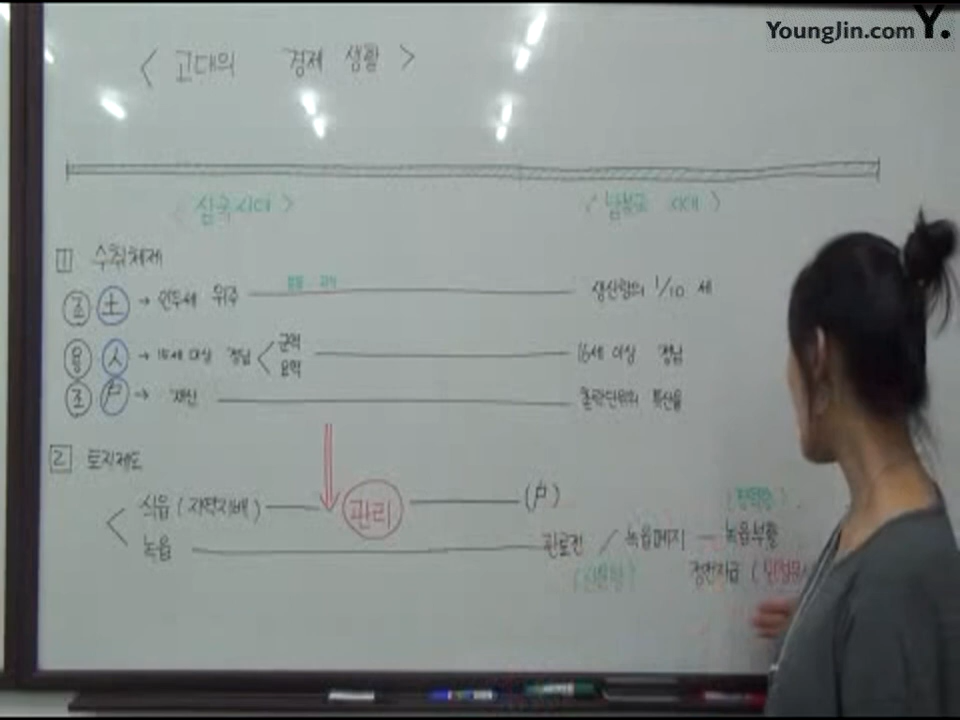 YoungJin.com Y.
< 고대의 경제 생활 >
삼국시대 > < 남북국 시대 >
1 수취체제
조 土 → 인두세 위주 생산량의 1/10 세
용 人 → 15세 이상 정남 < 군역 요역 16세 이상 정남
조 戶 → 재산 촌락단위의 특산물
2 토지제도
< 식읍 (지역지배) 관리 (戶)
녹읍 관료전 / 녹읍폐지 — 녹읍부활
(경덕왕)
(신문왕) 정전지급 (